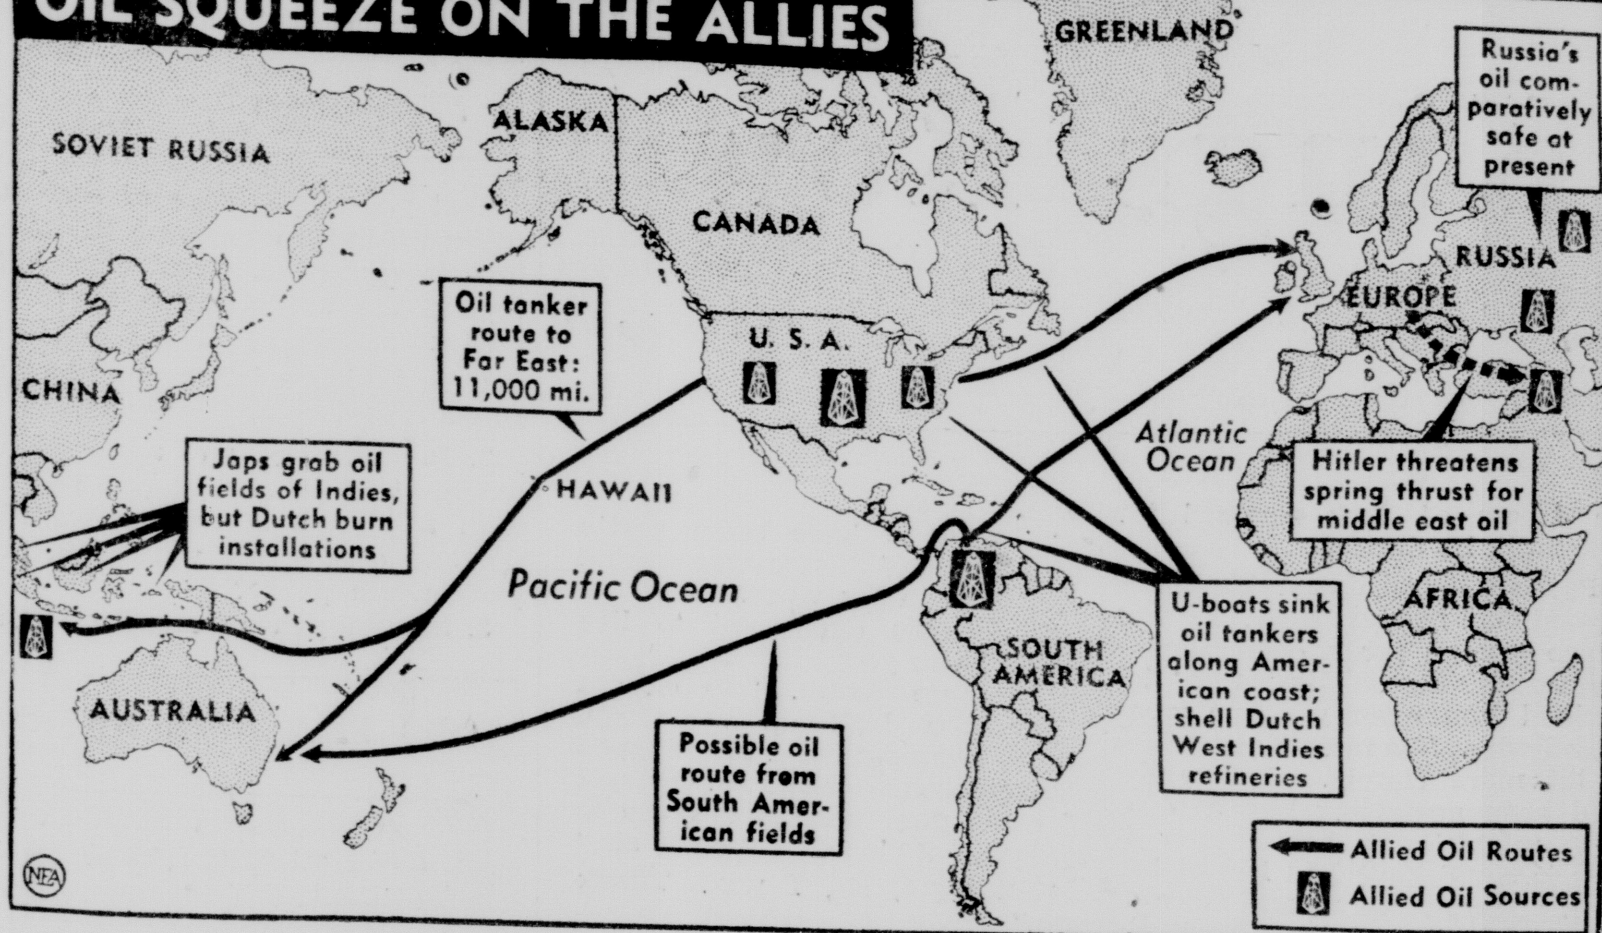 OIL SQUEEZE ON THE ALLIES
GREENLAND
Russia's
oil com-
paratively
safe at
present
SOVIET RUSSIA
ALASKA
CANADA
RUSSIA
EUROPE
Oil tanker
route to
Far East:
11,000 mi.
U. S. A.
CHINA
Atlantic
Ocean
Japs grab oil
fields of Indies,
but Dutch burn
installations
HAWAII
Hitler threatens
spring thrust for
middle east oil
Pacific Ocean
AFRICA
U-boats sink
oil tankers
along Amer-
ican coast;
shell Dutch
West Indies
refineries
SOUTH
AMERICA
AUSTRALIA
Possible oil
route from
South Amer-
ican fields
NEA
Allied Oil Routes
Allied Oil Sources